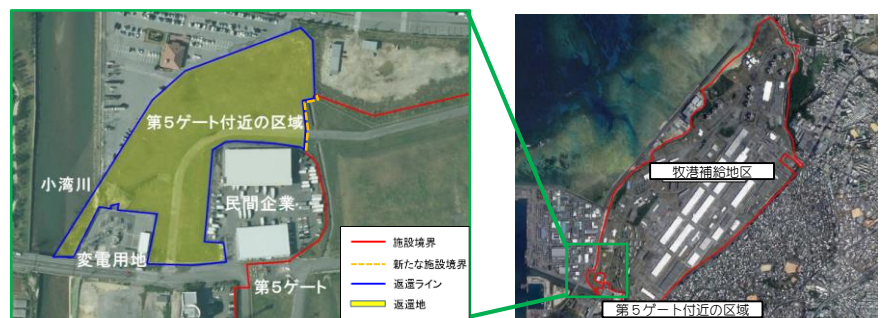 第5ゲート付近の区域
小湾川
民間企業
変電用地
第5ゲート
施設境界
新たな施設境界
返還ライン
返還地
牧港補給地区
第5ゲート付近の区域